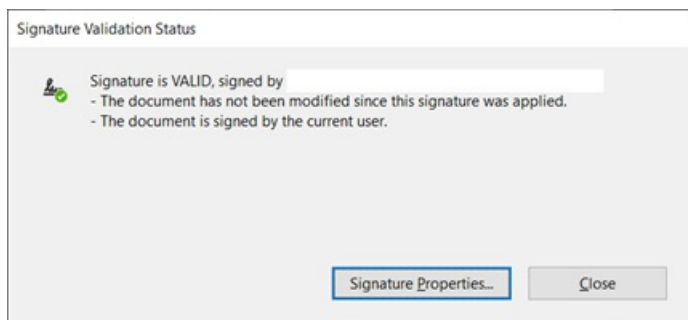 Signature Validation Status
Signature is VALID, signed by
- The document has not been modified since this signature was applied.
- The document is signed by the current user.
Signature Properties... Close